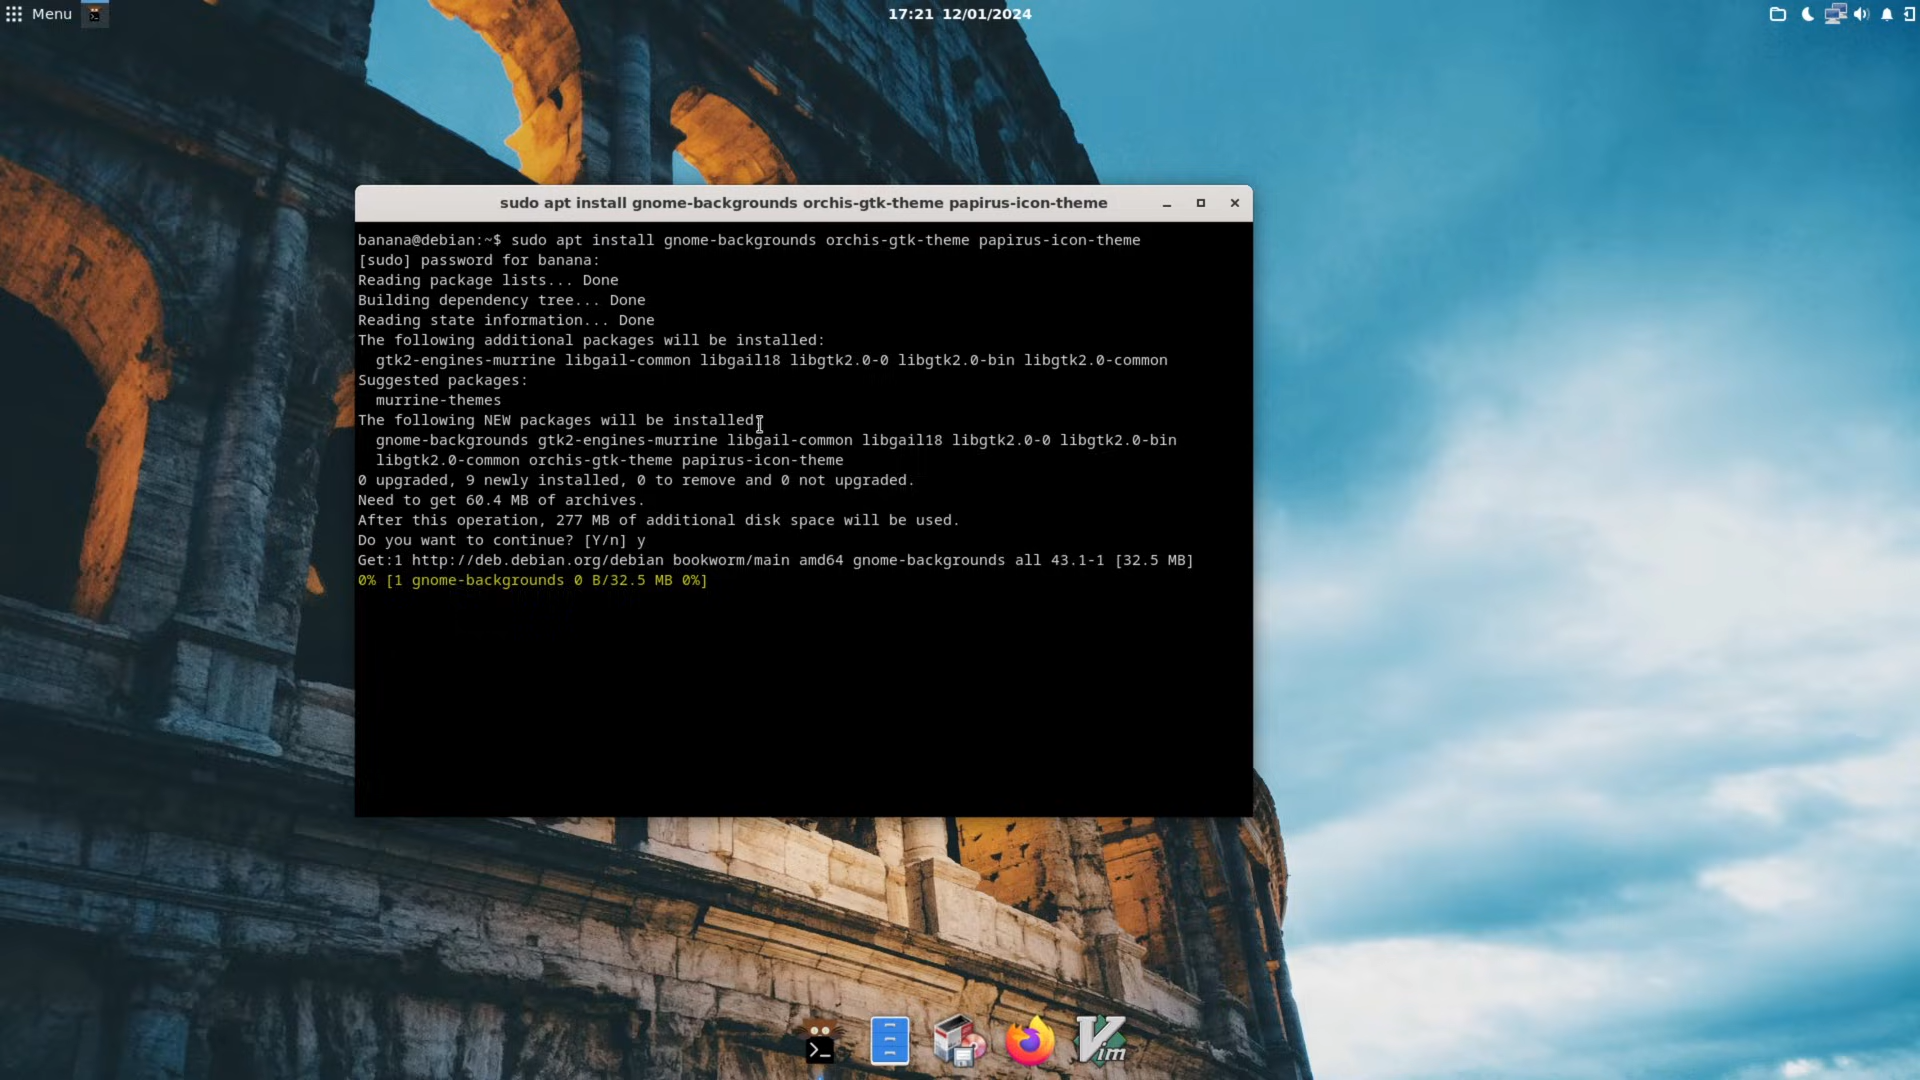 Menu
17:21 12/01/2024
sudo apt install gnome-backgrounds orchis-gtk-theme papirus-icon-theme
banana@debian:~$ sudo apt install gnome-backgrounds orchis-gtk-theme papirus-icon-theme
[sudo] password for banana:
Reading package lists... Done
Building dependency tree... Done
Reading state information... Done
The following additional packages will be installed:
gtk2-engines-murrine libgail-common libgail18 libgtk2.0-0 libgtk2.0-bin libgtk2.0-common
Suggested packages:
murrine-themes
The following NEW packages will be installed:
gnome-backgrounds gtk2-engines-murrine libgail-common libgail18 libgtk2.0-0 libgtk2.0-bin
libgtk2.0-common orchis-gtk-theme papirus-icon-theme
0 upgraded, 9 newly installed, 0 to remove and 0 not upgraded.
Need to get 60.4 MB of archives.
After this operation, 277 MB of additional disk space will be used.
Do you want to continue? [Y/n] y
Get:1 http://deb.debian.org/debian bookworm/main amd64 gnome-backgrounds all 43.1-1 [32.5 MB]
0% [1 gnome-backgrounds 0 B/32.5 MB 0%]
Vim